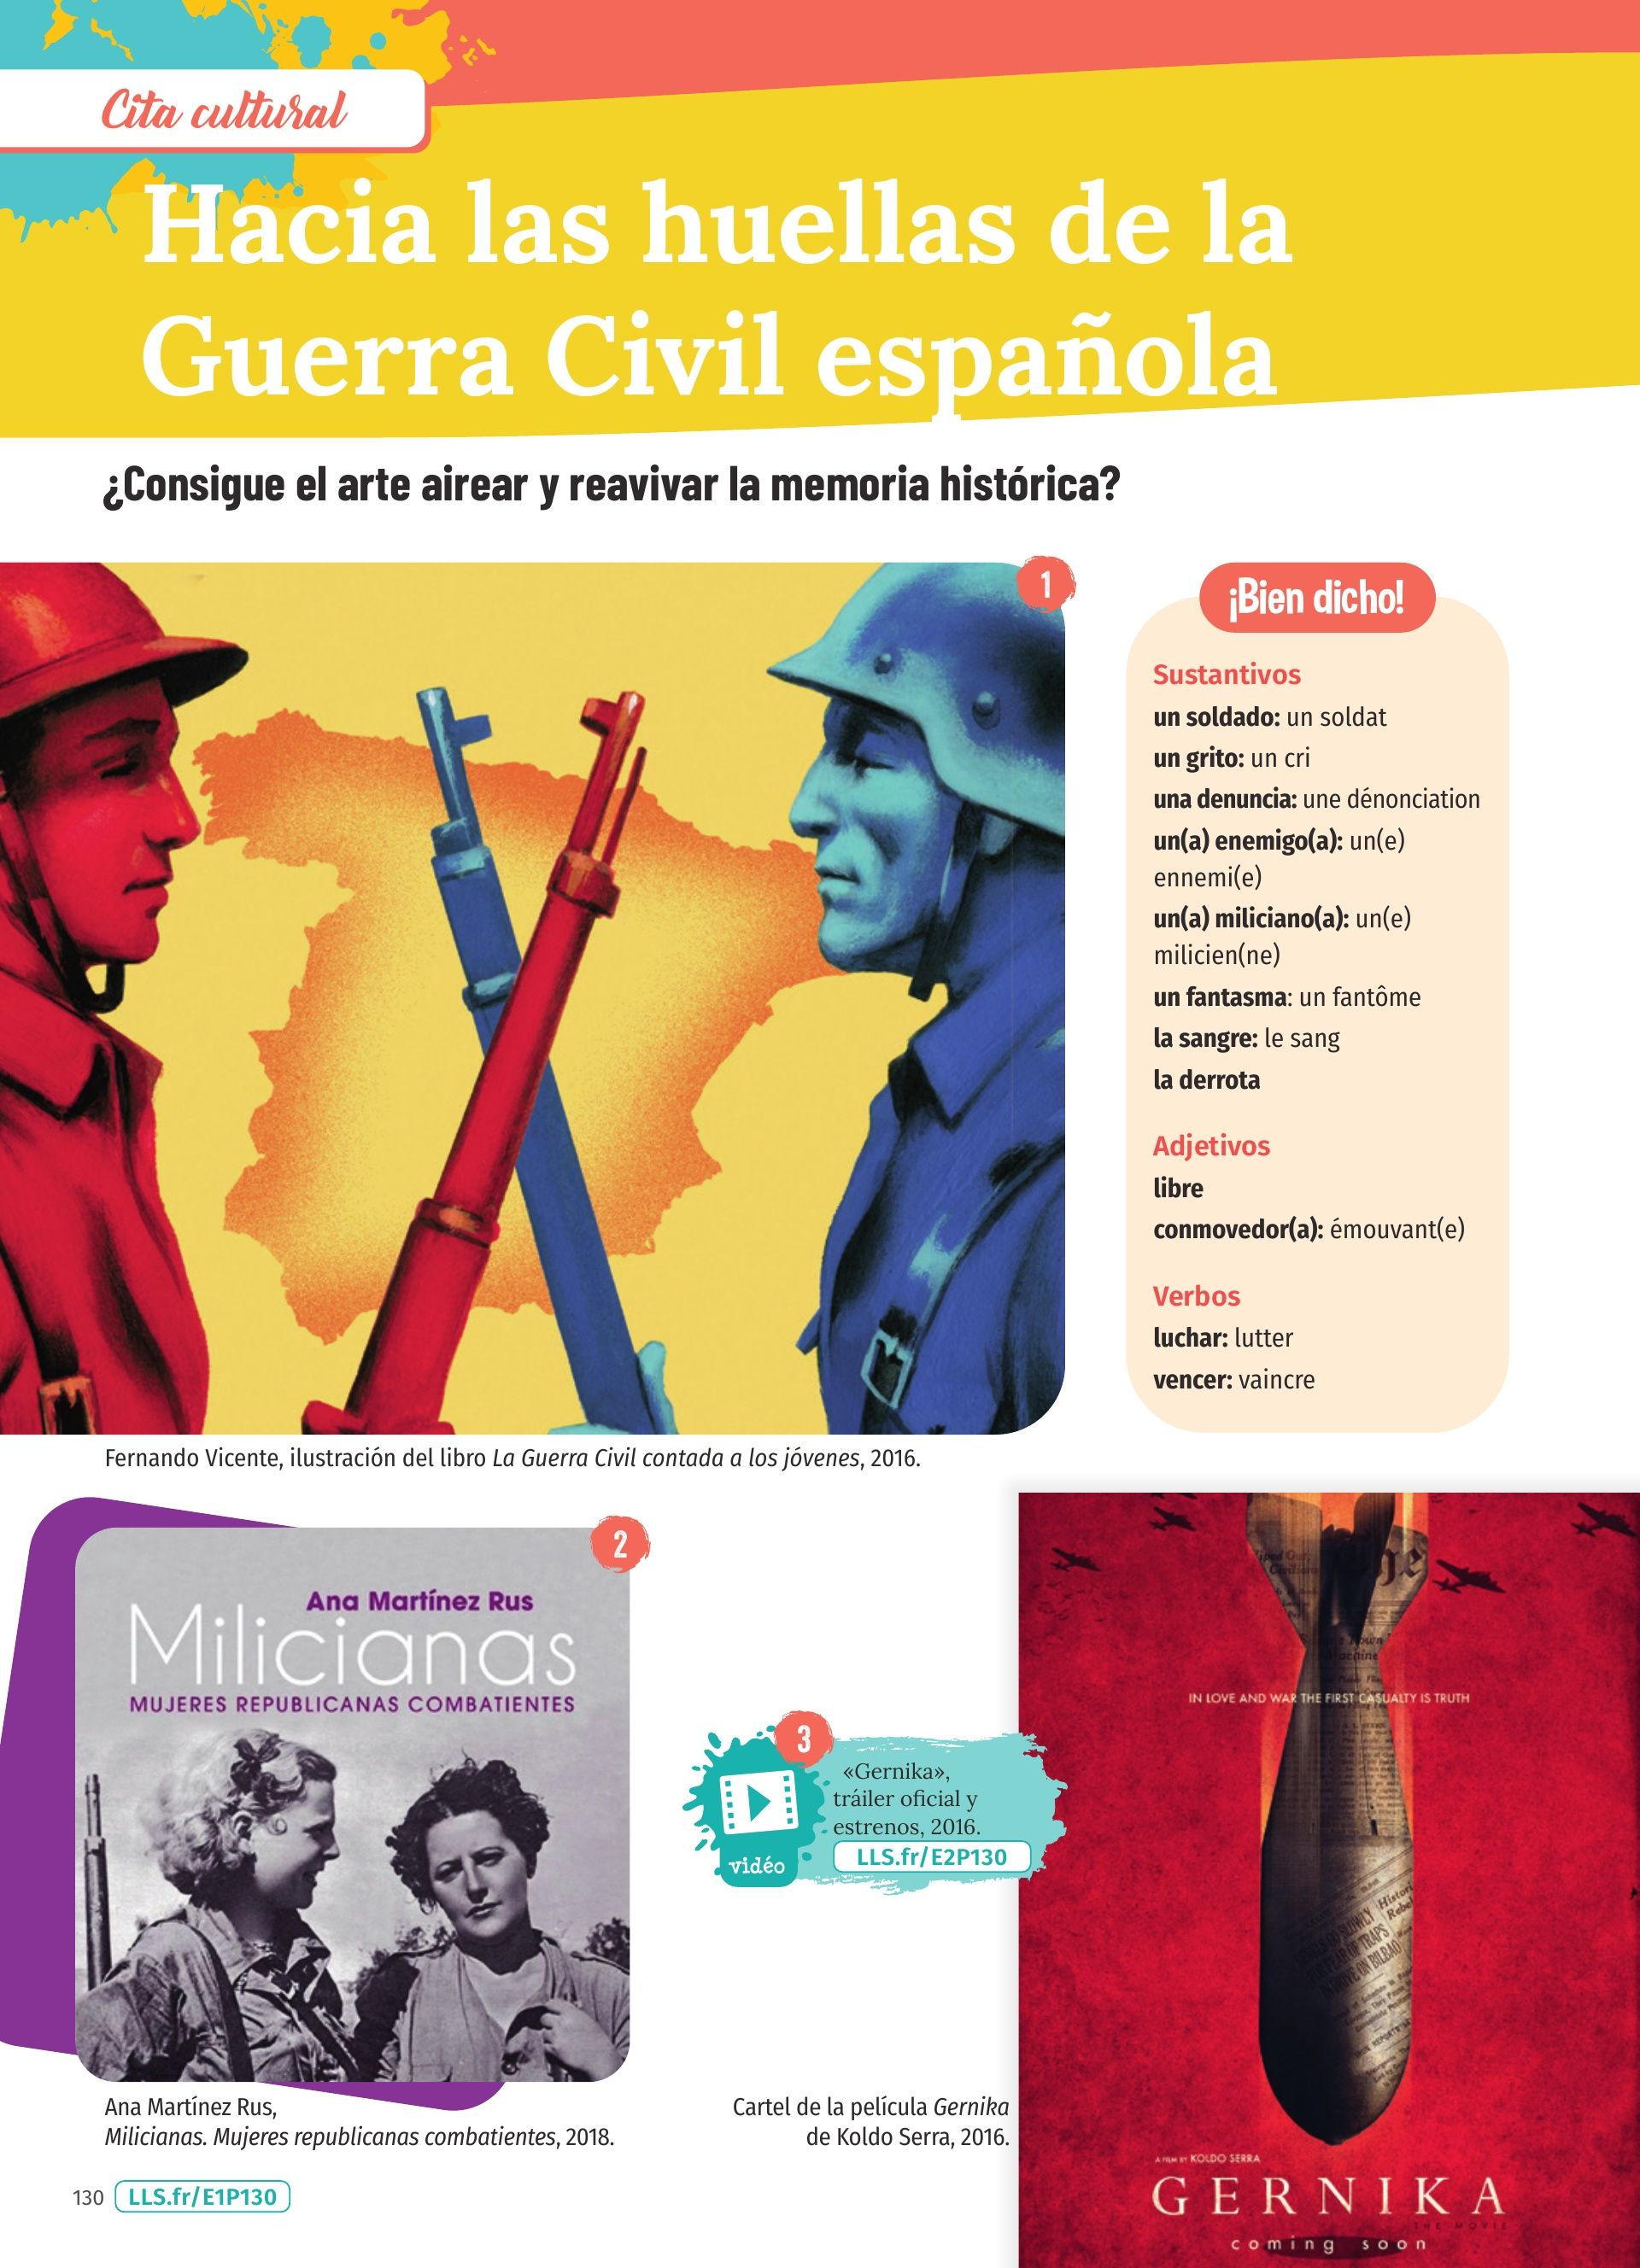 Cita cultural
Hacia las huellas de la
Guerra Civil española
¿Consigue el arte airear y reavivar la memoria histórica?
1
¡Bien dicho!
Sustantivos
un soldado: un soldat
un grito: un cri
una denuncia: une dénonciation
un(a) enemigo(a): un(e)
ennemi(e)
un(a) miliciano(a): un(e)
milicien(ne)
un fantasma: un fantôme
la sangre: le sang
la derrota
Adjetivos
libre
conmovedor(a): émouvant(e)
Verbos
luchar: lutter
vencer: vaincre
Fernando Vicente, ilustración del libro La Guerra Civil contada a los jóvenes, 2016.
2
Ana Martínez Rus
Milicianas
MUJERES REPUBLICANAS COMBATIENTES
Ana Martínez Rus,
Milicianas. Mujeres republicanas combatientes, 2018.
3
vidéo
«Gernika»,
tráiler oficial y
estrenos, 2016.
LLS.fr/E2P130
IN LOVE AND WAR THE FIRST CASUALTY IS TRUTH
A FILM BY KOLDO SERRA
GERNIKA
THE MOVIE
coming soon
Cartel de la película Gernika
de Koldo Serra, 2016.
130
LLS.fr/E1P130